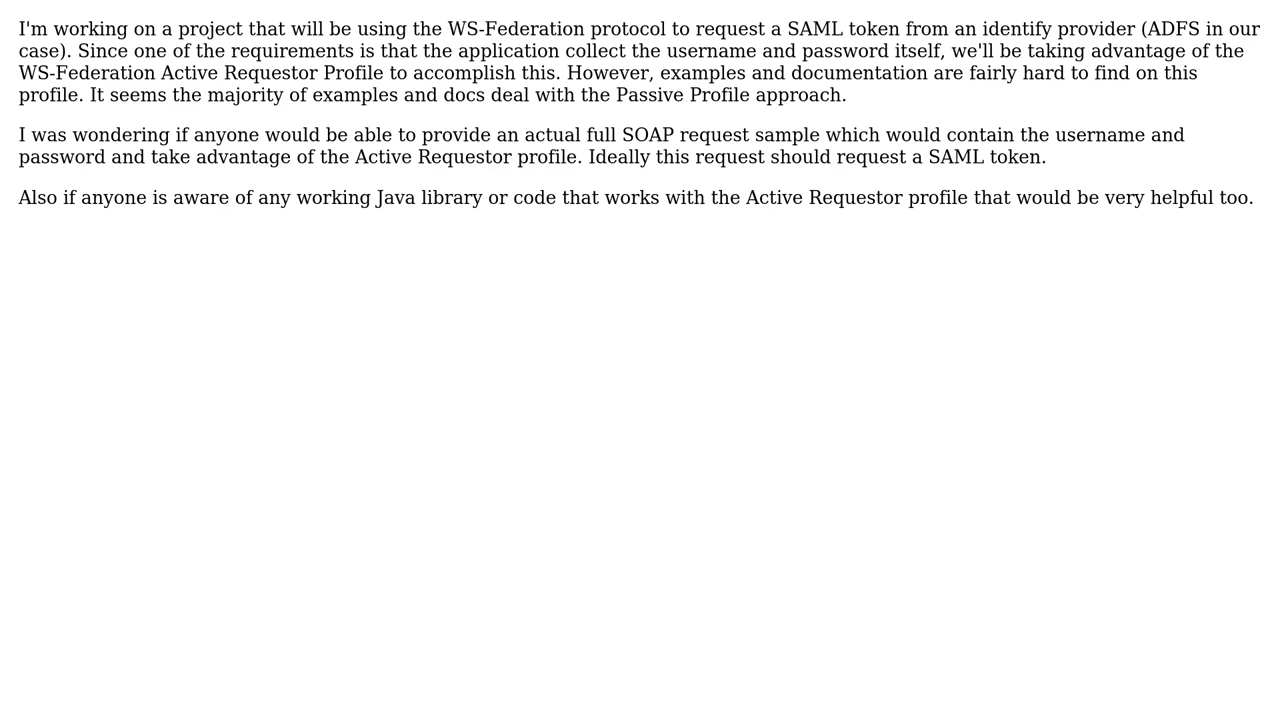 I'm working on a project that will be using the WS-Federation protocol to request a SAML token from an identify provider (ADFS in our
case). Since one of the requirements is that the application collect the username and password itself, we'll be taking advantage of the
WS-Federation Active Requestor Profile to accomplish this. However, examples and documentation are fairly hard to find on this
profile. It seems the majority of examples and docs deal with the Passive Profile approach.
I was wondering if anyone would be able to provide an actual full SOAP request sample which would contain the username and
password and take advantage of the Active Requestor profile. Ideally this request should request a SAML token.
Also if anyone is aware of any working Java library or code that works with the Active Requestor profile that would be very helpful too.